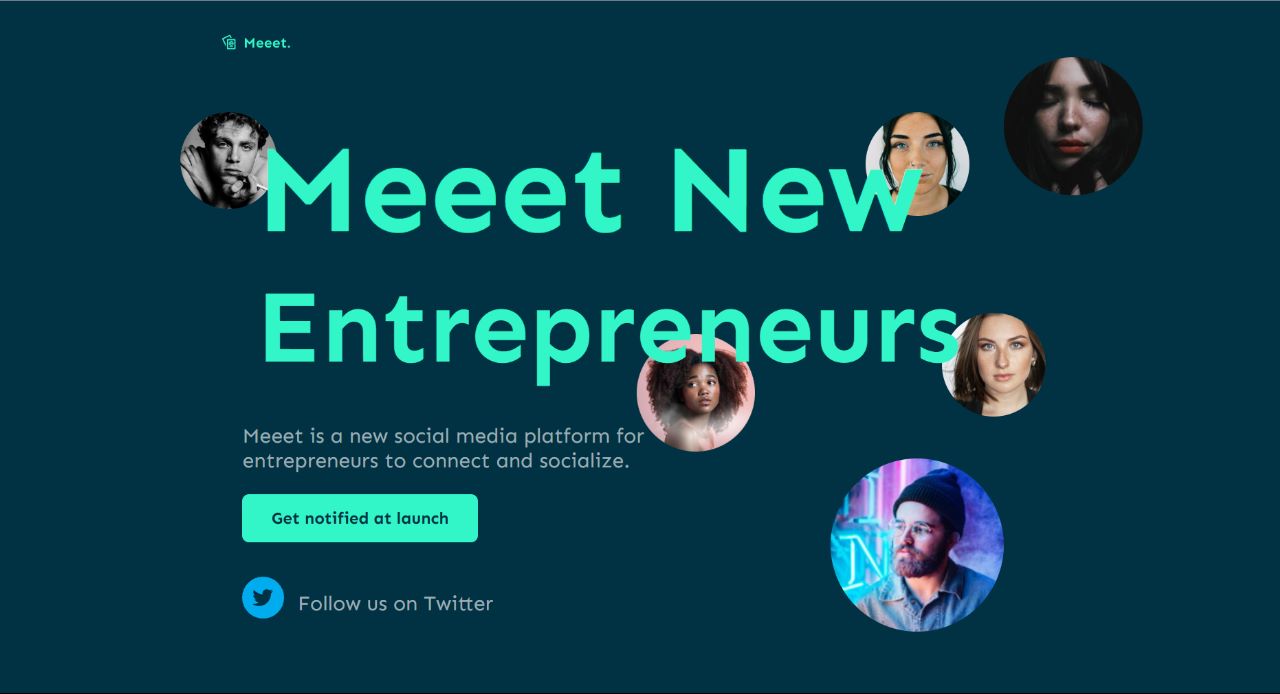 Meeet.
Meeet New
Entrepreneurs
Meeet is a new social media platform for
entrepreneurs to connect and socialize.
Get notified at launch
Follow us on Twitter